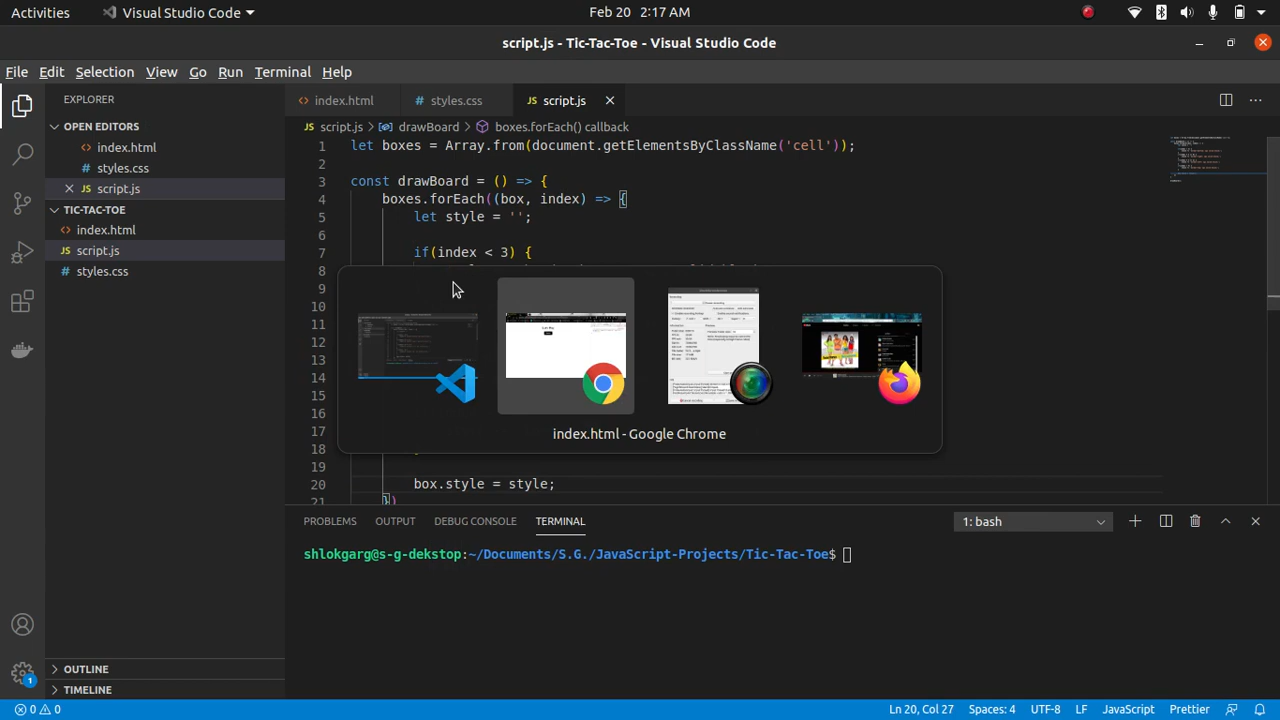 Activities
Visual Studio Code
Feb 20 2:17 AM
script.js - Tic-Tac-Toe - Visual Studio Code
File Edit Selection View Go Run Terminal Help
EXPLORER
OPEN EDITORS
index.html
styles.css
script.js
TIC-TAC-TOE
index.html
script.js
styles.css
OUTLINE
TIMELINE
index.html
styles.css
JS script.js
JS script.js > drawBoard > boxes.forEach() callback
1 let boxes = Array.from(document.getElementsByClassName('cell'));
2
3 const drawBoard = () => {
4 boxes.forEach((box, index) => {
5 let style = '';
6
7 if(index < 3) {
8
9
10
11
12
13
14
15
16
17
18
19
20 box.style = style;
21 })
index.html - Google Chrome
PROBLEMS OUTPUT DEBUG CONSOLE TERMINAL
1: bash
shlokgarg@s-g-dekstop:~/Documents/S.G./JavaScript-Projects/Tic-Tac-Toe$
1
0 0
Ln 20, Col 27 Spaces: 4 UTF-8 LF JavaScript Prettier